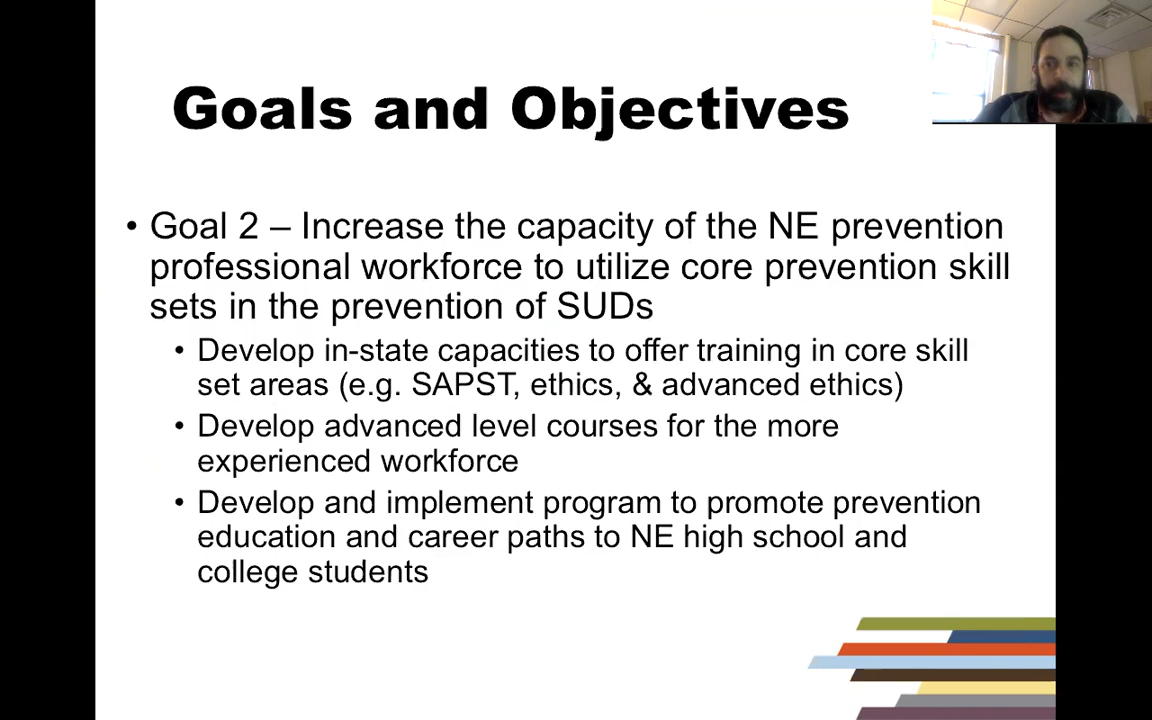 Goals and Objectives
• Goal 2 – Increase the capacity of the NE prevention
professional workforce to utilize core prevention skill
sets in the prevention of SUDs
• Develop in-state capacities to offer training in core skill
set areas (e.g. SAPST, ethics, & advanced ethics)
• Develop advanced level courses for the more
experienced workforce
• Develop and implement program to promote prevention
education and career paths to NE high school and
college students